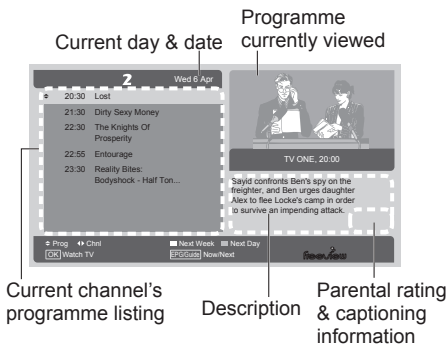 Programme
currently viewed
Current day & date
2 Wed 6 Apr
20:30 Lost
21:30 Dirty Sexy Money
22:30 The Knights Of
Prosperity
22:55 Entourage
23:30 Reality Bites:
Bodyshock - Half Ton...
TV ONE, 20:00
Sayid confronts Ben's spy on the
freighter, and Ben urges daughter
Alex to flee Locke's camp in order
to survive an impending attack.
Prog Chnl Next Week Next Day
OK Watch TV EPG/Guide Now/Next
freeview
Current channel's
programme listing
Description
Parental rating
& captioning
information